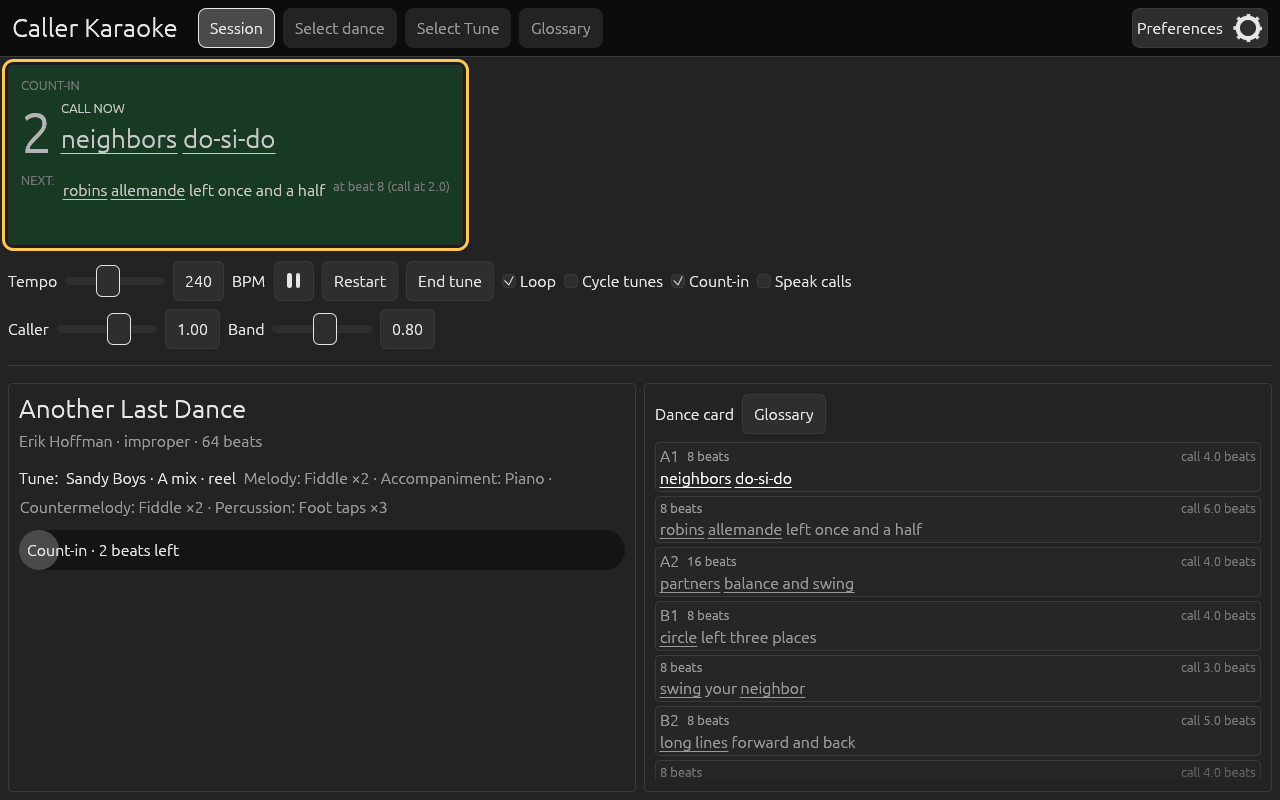 Caller Karaoke Session Select dance Select Tune Glossary Preferences
COUNT-IN
CALL NOW
2 neighbors do-si-do
NEXT: robins allemande left once and a half at beat 8 (call at 2.0)
Tempo 240 BPM Restart End tune Loop Cycle tunes Count-in Speak calls
Caller 1.00 Band 0.80
Another Last Dance
Erik Hoffman · improper · 64 beats
Tune: Sandy Boys · A mix · reel Melody: Fiddle ×2 · Accompaniment: Piano ·
Countermelody: Fiddle ×2 · Percussion: Foot taps ×3
Count-in · 2 beats left
Dance card Glossary
A1 8 beats call 4.0 beats
neighbors do-si-do
8 beats call 6.0 beats
robins allemande left once and a half
A2 16 beats call 4.0 beats
partners balance and swing
B1 8 beats call 4.0 beats
circle left three places
8 beats call 3.0 beats
swing your neighbor
B2 8 beats call 5.0 beats
long lines forward and back
8 beats call 4.0 beats